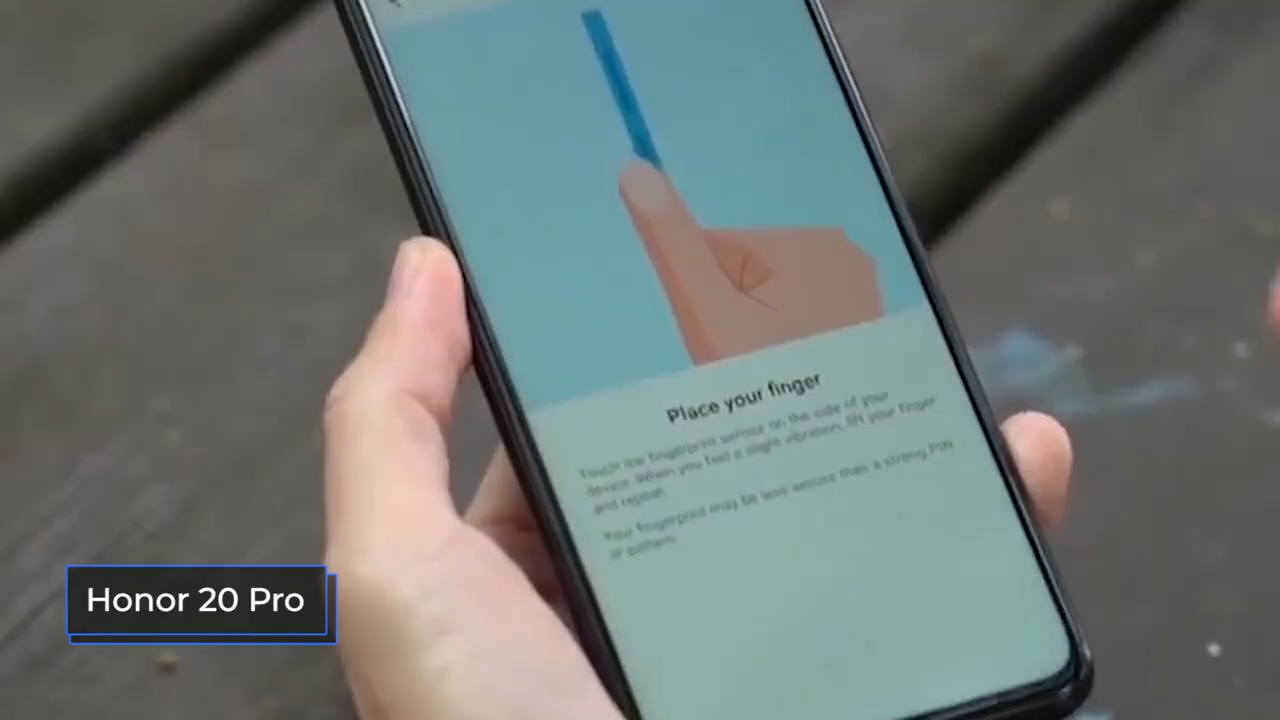 Place your finger
Touch the fingerprint sensor on the side of your
device. When you feel a slight vibration, lift your finger
and repeat.
Your fingerprint may be less secure than a strong PIN
or pattern.
Honor 20 Pro